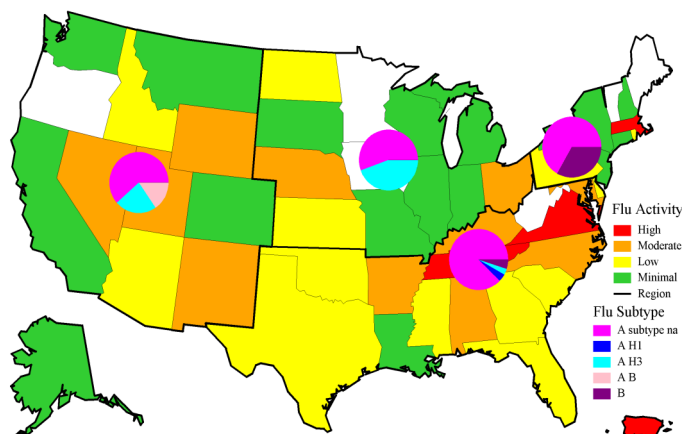 Flu Activity
High
Moderate
Low
Minimal
Region
Flu Subtype
A subtype na
A H1
A H3
A B
B